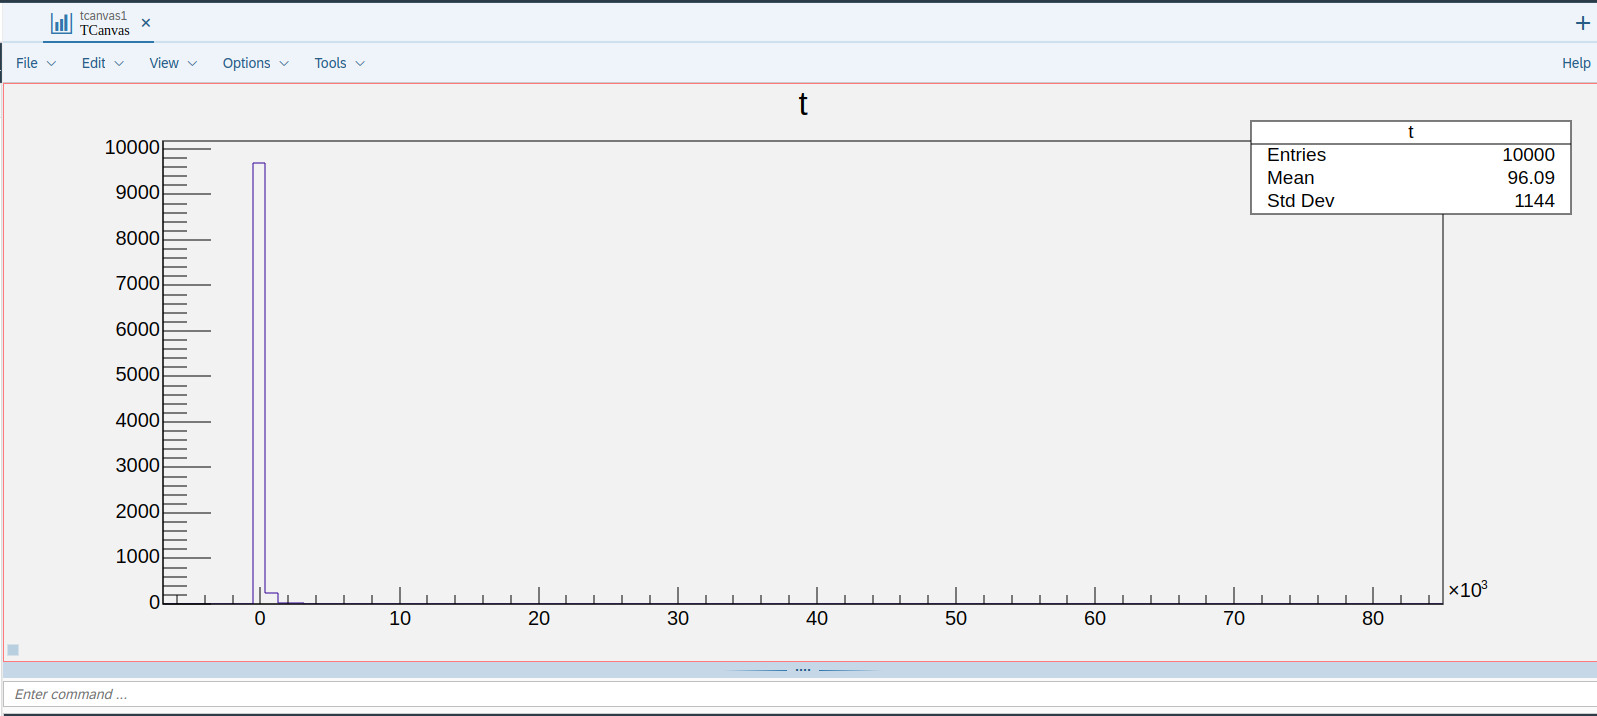 tcanvas1
TCanvas
File Edit View Options Tools Help
t
t
Entries 10000
Mean 96.09
Std Dev 1144
10000
9000
8000
7000
6000
5000
4000
3000
2000
1000
0
0 10 20 30 40 50 60 70 80
×10³
Enter command ...